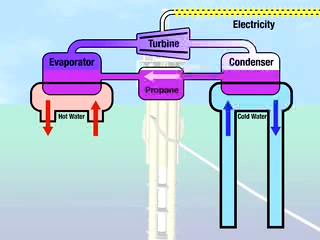 Electricity
Turbine
Evaporator
Condenser
Propane
Hot Water
Cold Water